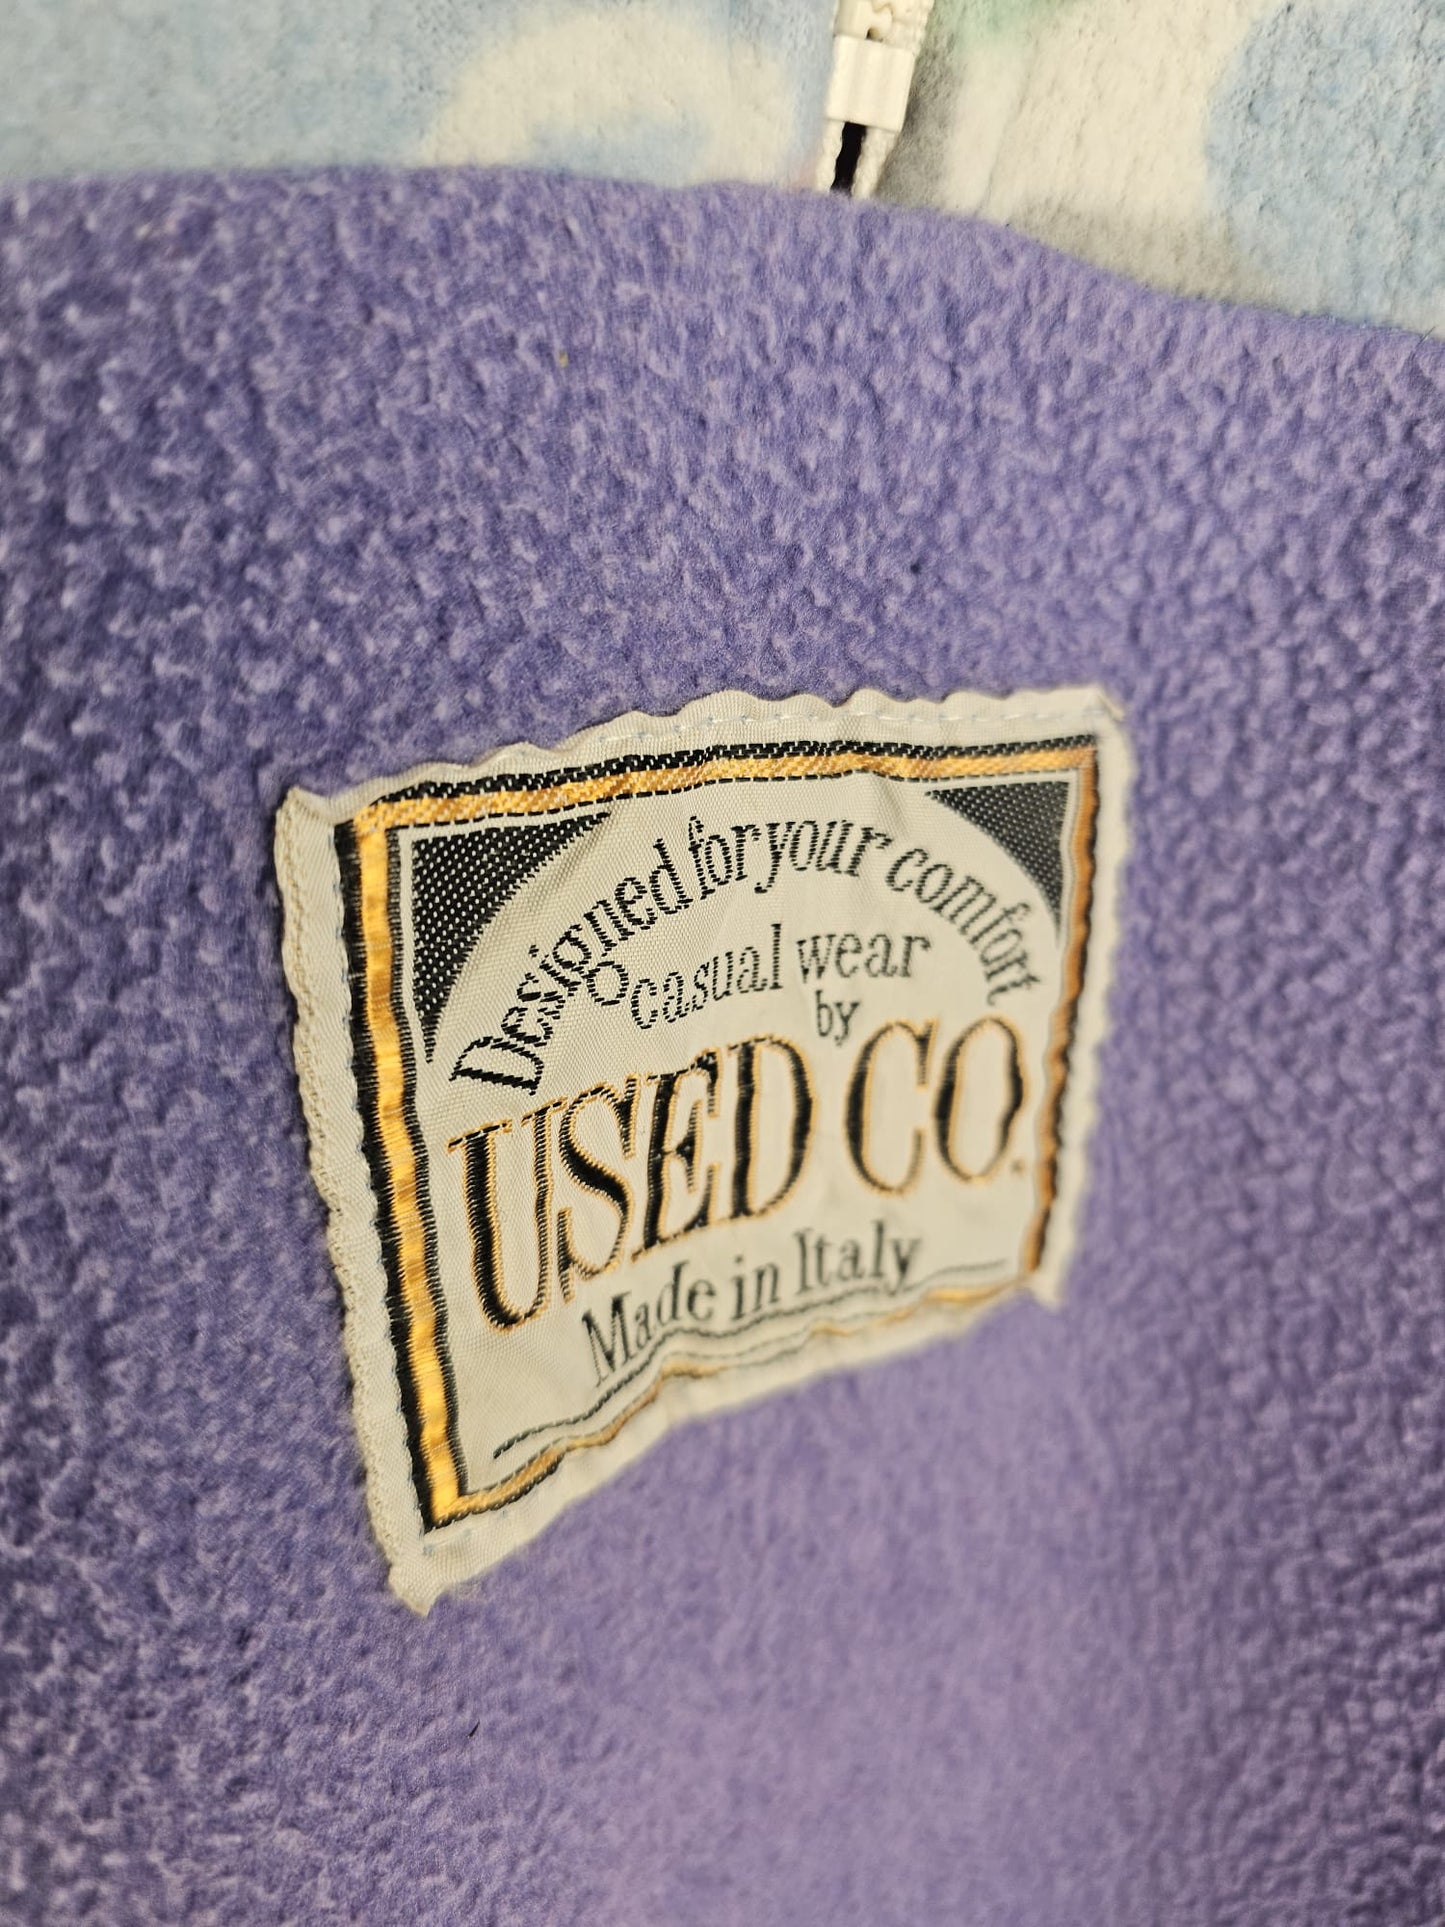 Designed for your comfort
casual wear
by
USED CO.
Made in Italy